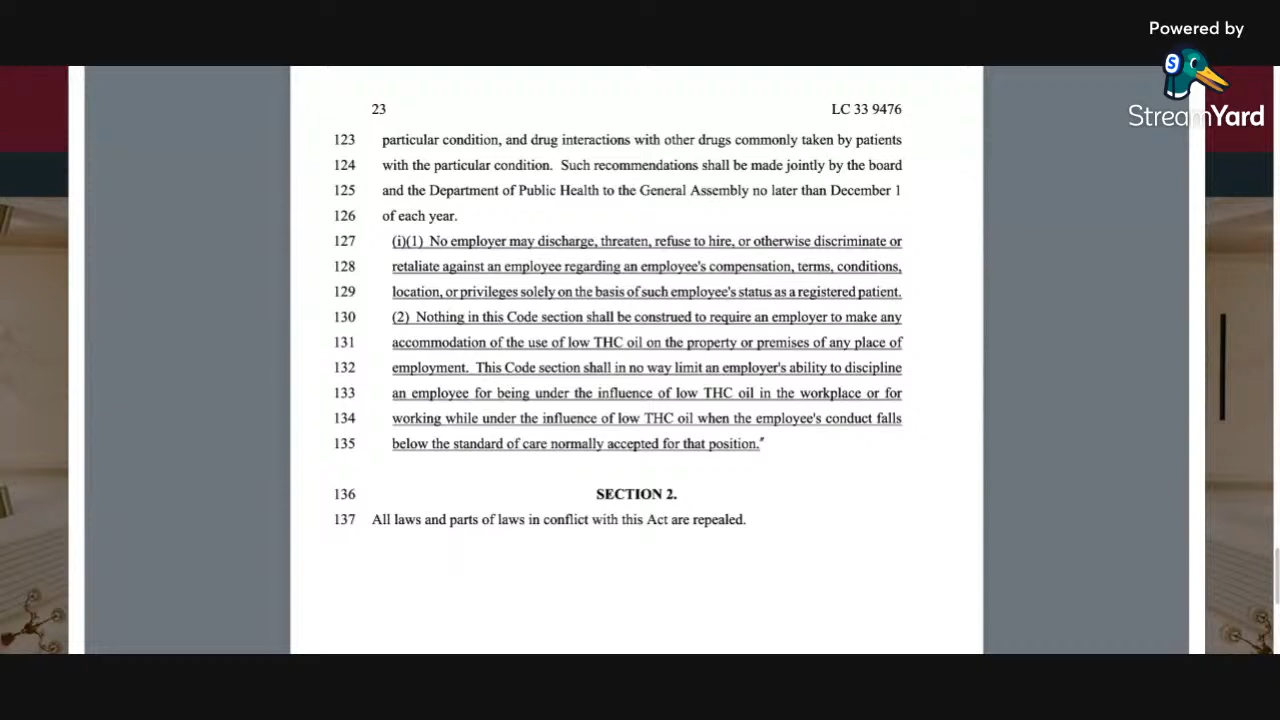 Powered by
StreamYard
23 LC 33 9476
123 particular condition, and drug interactions with other drugs commonly taken by patients
124 with the particular condition. Such recommendations shall be made jointly by the board
125 and the Department of Public Health to the General Assembly no later than December 1
126 of each year.
127 (i)(1) No employer may discharge, threaten, refuse to hire, or otherwise discriminate or
128 retaliate against an employee regarding an employee's compensation, terms, conditions,
129 location, or privileges solely on the basis of such employee's status as a registered patient.
130 (2) Nothing in this Code section shall be construed to require an employer to make any
131 accommodation of the use of low THC oil on the property or premises of any place of
132 employment. This Code section shall in no way limit an employer's ability to discipline
133 an employee for being under the influence of low THC oil in the workplace or for
134 working while under the influence of low THC oil when the employee's conduct falls
135 below the standard of care normally accepted for that position."
136 SECTION 2.
137 All laws and parts of laws in conflict with this Act are repealed.